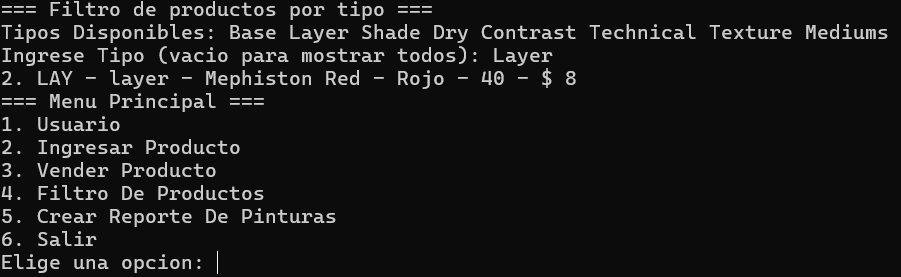 === Filtro de productos por tipo ===
Tipos Disponibles: Base Layer Shade Dry Contrast Technical Texture Mediums
Ingrese Tipo (vacio para mostrar todos): Layer
2. LAY - layer - Mephiston Red - Rojo - 40 - $ 8
=== Menu Principal ===
1. Usuario
2. Ingresar Producto
3. Vender Producto
4. Filtro De Productos
5. Crear Reporte De Pinturas
6. Salir
Elige una opcion: